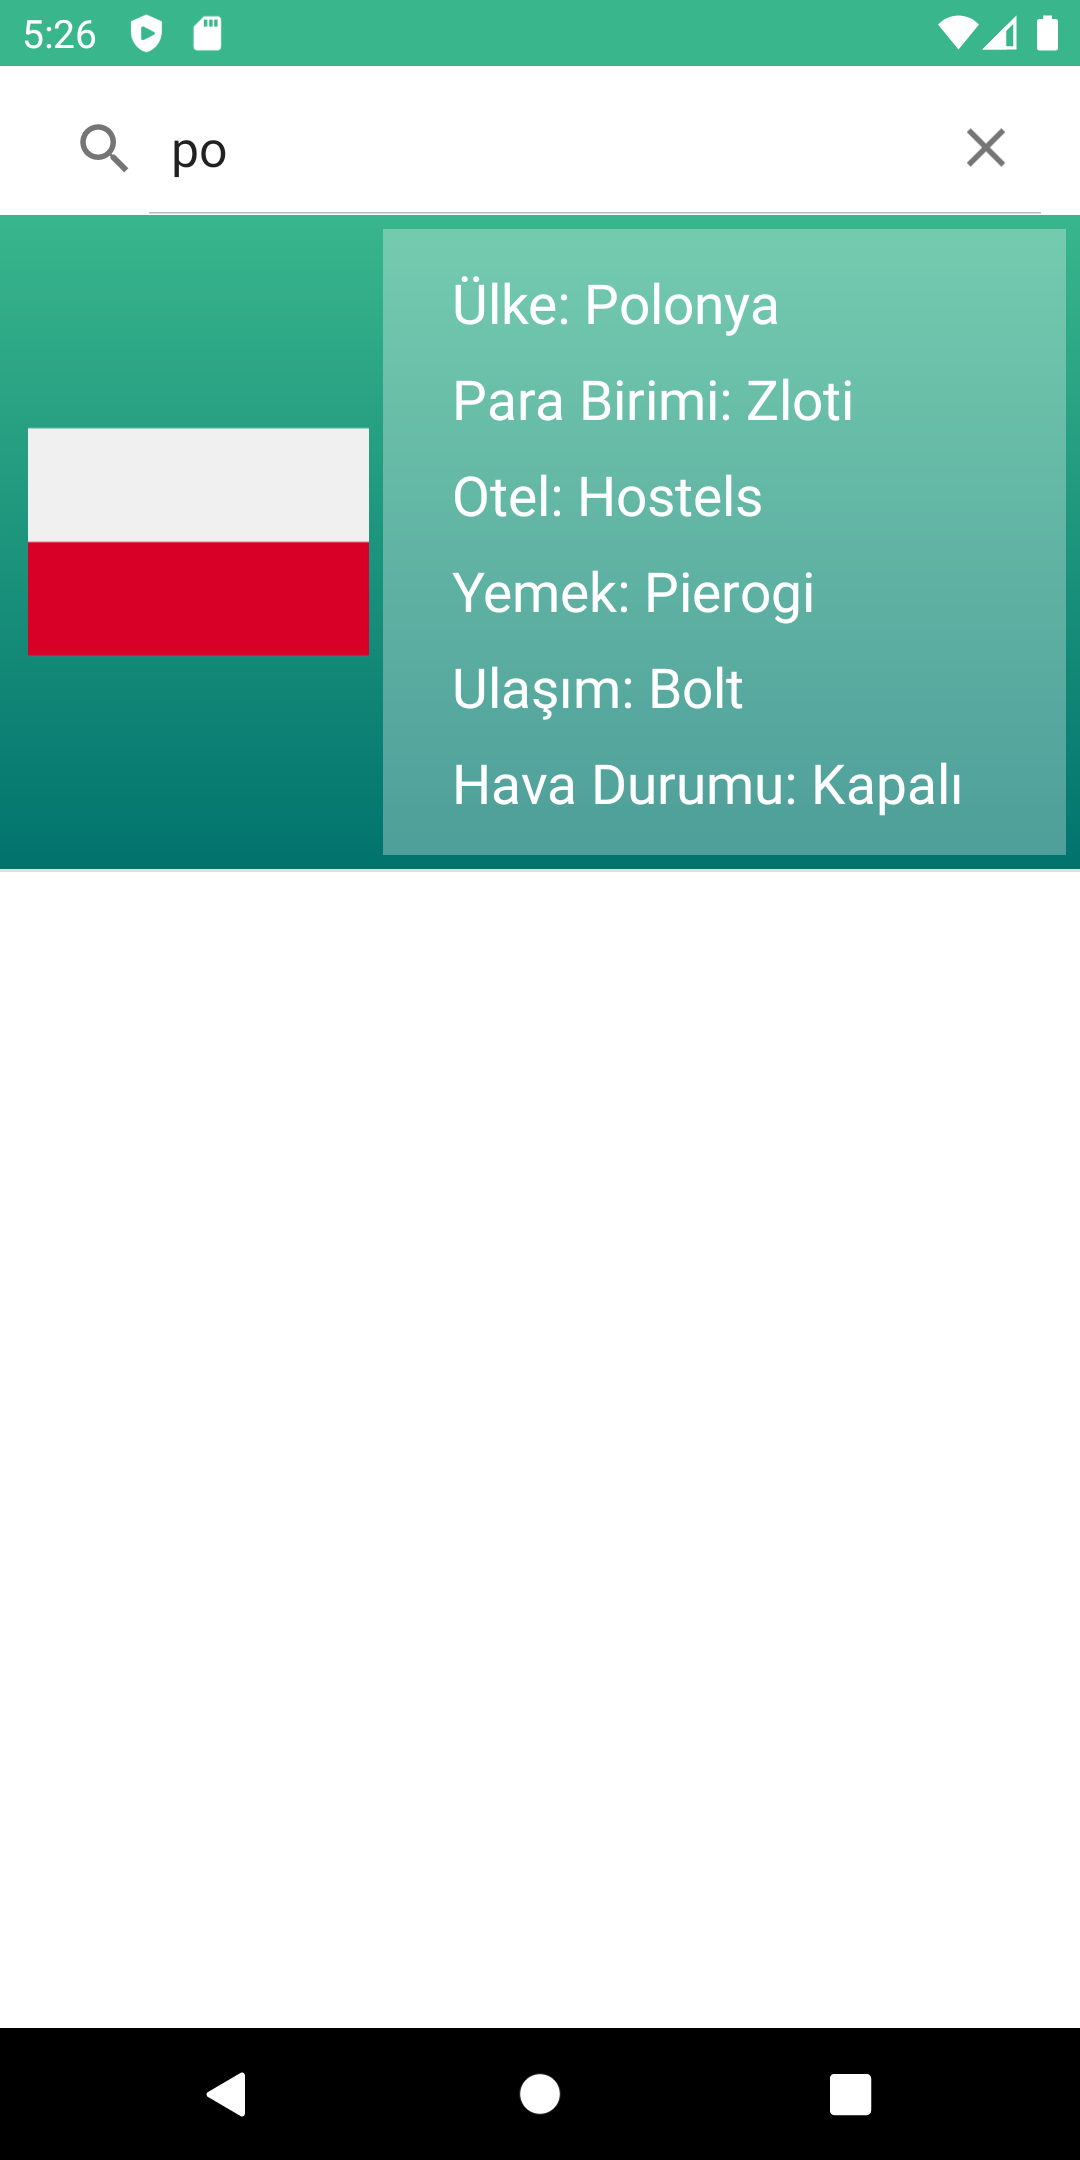 5:26
po
Ülke: Polonya
Para Birimi: Zloti
Otel: Hostels
Yemek: Pierogi
Ulaşım: Bolt
Hava Durumu: Kapalı